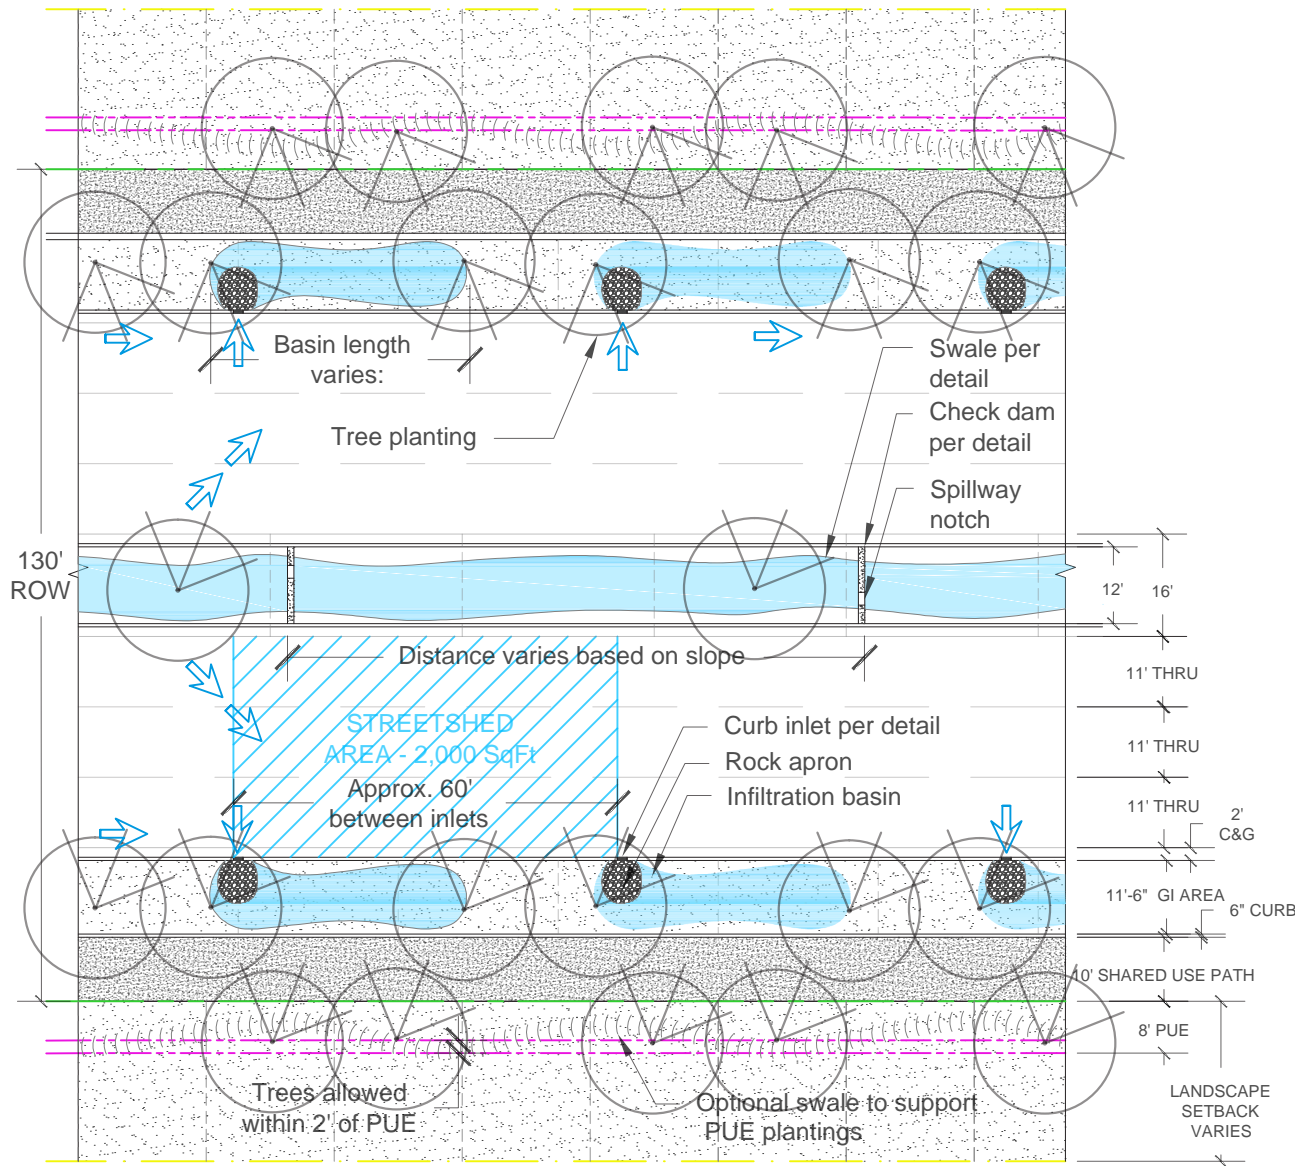 Basin length
varies:
Tree planting
Swale per
detail
Check dam
per detail
Spillway
notch
130'
ROW
12'
16'
Distance varies based on slope
11' THRU
STREETSHED
AREA - 2,000 SqFt
Approx. 60'
between inlets
Curb inlet per detail
Rock apron
Infiltration basin
11' THRU
11' THRU
2'
C&G
11'-6" GI AREA
6" CURB
10' SHARED USE PATH
8' PUE
Trees allowed
within 2' of PUE
Optional swale to support
PUE plantings
LANDSCAPE
SETBACK
VARIES